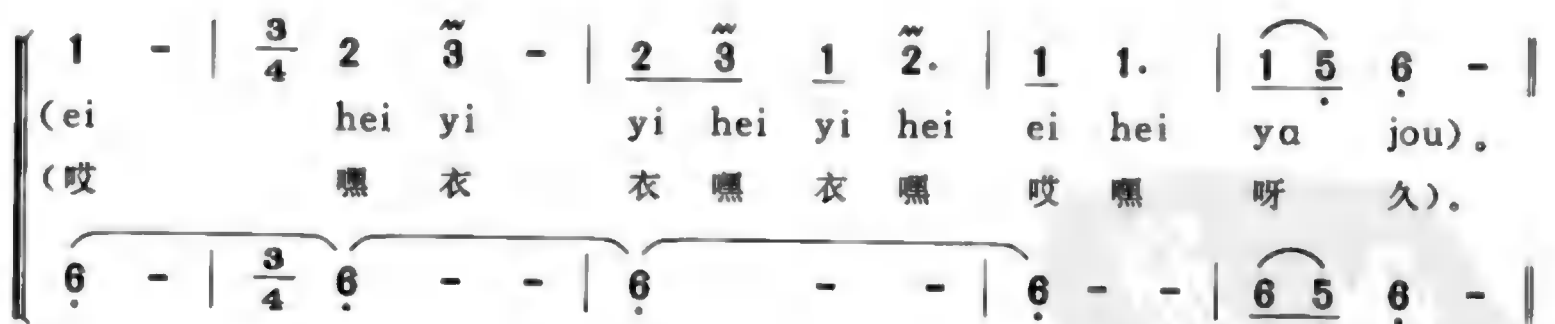 1 - | 3/4 2 3 - | 2 3 1 2. | 1 1. | 1 5 6 - ‖
(ei hei yi yi hei yi hei ei hei ya jou)。
(哎 嘿 衣 衣 嘿 衣 嘿 哎 嘿 呀 久)。
6 - | 3/4 6 - - | 6 - - | 6 - - | 6 5 6 - ‖